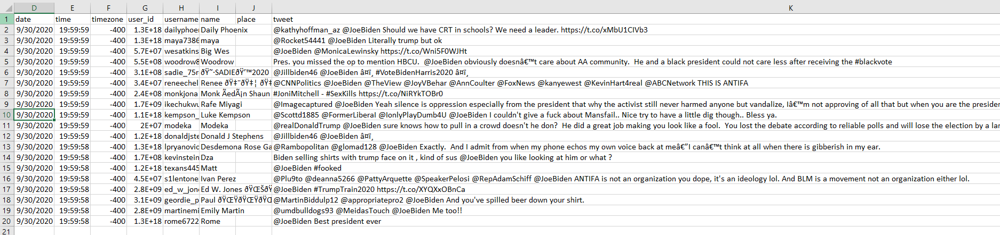 D E F G H I J K
1 date time timezone user_id username name place tweet
2 9/30/2020 19:59:59 -400 1.3E+18 dailyphoe Daily Phoenix @kathyhoffman_az @JoeBiden Should we have CRT in schools? We need a leader. https://t.co/xMbU1CIVb3
3 9/30/2020 19:59:59 -400 1.3E+18 maya7386 maya @Rocket54441 @JoeBiden Literally trump but ok
4 9/30/2020 19:59:59 -400 5.7E+07 wesatkins Big Wes @JoeBiden @MonicaLewinsky https://t.co/Wni5F0WJHt
5 9/30/2020 19:59:59 -400 5.5E+08 woodrow8 Woodrow Pres. you missed the op to mention HBCU.  @JoeBiden obviously doesnâ€™t care about AA community.  He and a black president could not care less after receiving the #blackvote
6 9/30/2020 19:59:59 -400 3.1E+08 sadie_75r ðŸ˜·SADIEðŸ’™2020 @Jillbiden46 @JoeBiden â¤ï¸ #VoteBidenHarris2020 â¤ï¸
7 9/30/2020 19:59:59 -400 3.4E+07 reneechel Renee ðŸ‡¨ðŸ‡¦ ðŸ‡ @CNNPolitics @JoeBiden @TheView @JoyVBehar @AnnCoulter @FoxNews @kanyewest @KevinHart4real @ABCNetwork THIS IS ANTIFA
8 9/30/2020 19:59:59 -400 2.4E+08 monkjona Monk ÃedÃ¡n Shaun #JoniMitchell - #SexKills https://t.co/NiRYkTOBr0
9 9/30/2020 19:59:59 -400 1.7E+09 ikechukwu Rafe Miyagi @Imagecaptured @JoeBiden Yeah silence is oppression especially from the president that why the activist still never harmed anyone but vandalize, Iâ€™m not approving of all that but when you are the presiden
10 9/30/2020 19:59:59 -400 1.1E+18 kempson_ Luke Kempson @Scottd1885 @FormerLiberal @IonlyPlayDumb4U @JoeBiden I couldn't give a fuck about Mansfail.. Nice try to have a little dig though.. Bless ya.
11 9/30/2020 19:59:59 -400 2E+07 modeka Modeka @realDonaldTrump @JoeBiden sure knows how to pull in a crowd doesn't he don?  He did a great job making you look like a fool.  You lost the debate according to reliable polls and will lose the election by a lar
12 9/30/2020 19:59:59 -400 1.2E+18 donaldjste Donald J Stephens @Jillbiden46 @JoeBiden â¤ï¸
13 9/30/2020 19:59:58 -400 1.3E+18 lpryanovic Desdemona Rose Ga @Rambopolitan @glomad128 @JoeBiden Exactly.  And I admit from when my phone echos my own voice back at meâ€”I canâ€™t think at all when there is gibberish in my ear.
14 9/30/2020 19:59:58 -400 1.7E+08 kevinstein Dza Biden selling shirts with trump face on it , kind of sus @JoeBiden you like looking at him or what ?
15 9/30/2020 19:59:58 -400 1.2E+18 texans445 Matt @JoeBiden #fooked
16 9/30/2020 19:59:58 -400 4.5E+07 s1lentone Ivan Perez @Plu9to @deanna5266 @PattyArquette @SpeakerPelosi @RepAdamSchiff @JoeBiden ANTIFA is not an organization you dope, it's an ideology lol. And BLM is a movement not an organization either lol.
17 9/30/2020 19:59:58 -400 2.8E+09 ed_w_jon Ed W. Jones ðŸŒŠðŸ @JoeBiden #TrumpTrain2020 https://t.co/XYQXxOBnCa
18 9/30/2020 19:59:58 -400 3.1E+09 geordie_p Paul ðŸŒŸðŸŒŸðŸŒ @MartinBiddulp12 @appropriatepro2 @JoeBiden And you've spilled beer down your shirt.
19 9/30/2020 19:59:58 -400 2.8E+09 martinemi Emily Martin @umdbulldogs93 @MeidasTouch @JoeBiden Me too!!
20 9/30/2020 19:59:58 -400 1.3E+18 rome6722 Rome @JoeBiden Best president ever
21